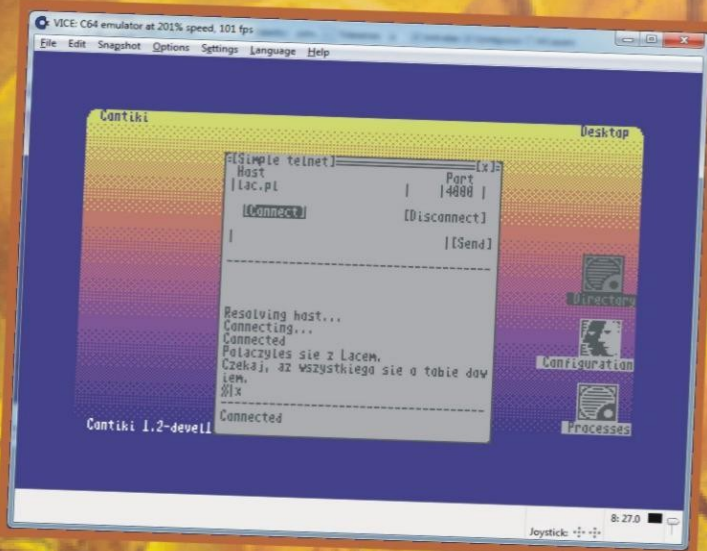 VICE: C64 emulator at 201% speed, 101 fps
File Edit Snapshot Options Settings Language Help
Contiki
Desktop
[Simple telnet] [x]
Host Port
|lac.pl | |4000 |
[Connect] [Disconnect]
| |[Send]
Resolving host...
Connecting...
Connected
Polaczyles sie z Lacem.
Czekaj, az wszystkiego sie o tobie dow
iem.
Connected
Directory
Configuration
Processes
Contiki 1.2-devel1
8: 27.0
Joystick: